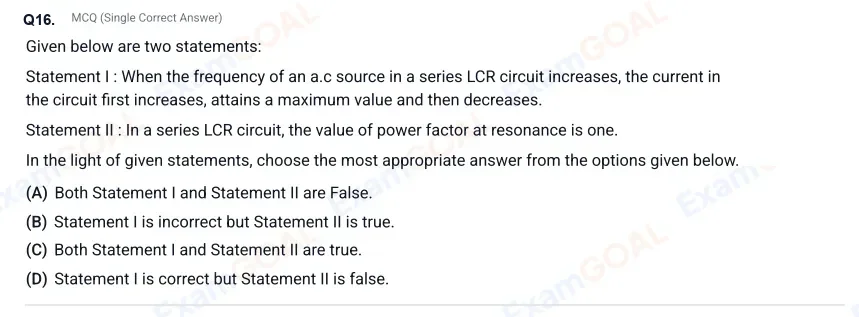 Q16. MCQ (Single Correct Answer)
Given below are two statements:
Statement I : When the frequency of an a.c source in a series LCR circuit increases, the current in
the circuit first increases, attains a maximum value and then decreases.
Statement II : In a series LCR circuit, the value of power factor at resonance is one.
In the light of given statements, choose the most appropriate answer from the options given below.
(A) Both Statement I and Statement II are False.
(B) Statement I is incorrect but Statement II is true.
(C) Both Statement I and Statement II are true.
(D) Statement I is correct but Statement II is false.